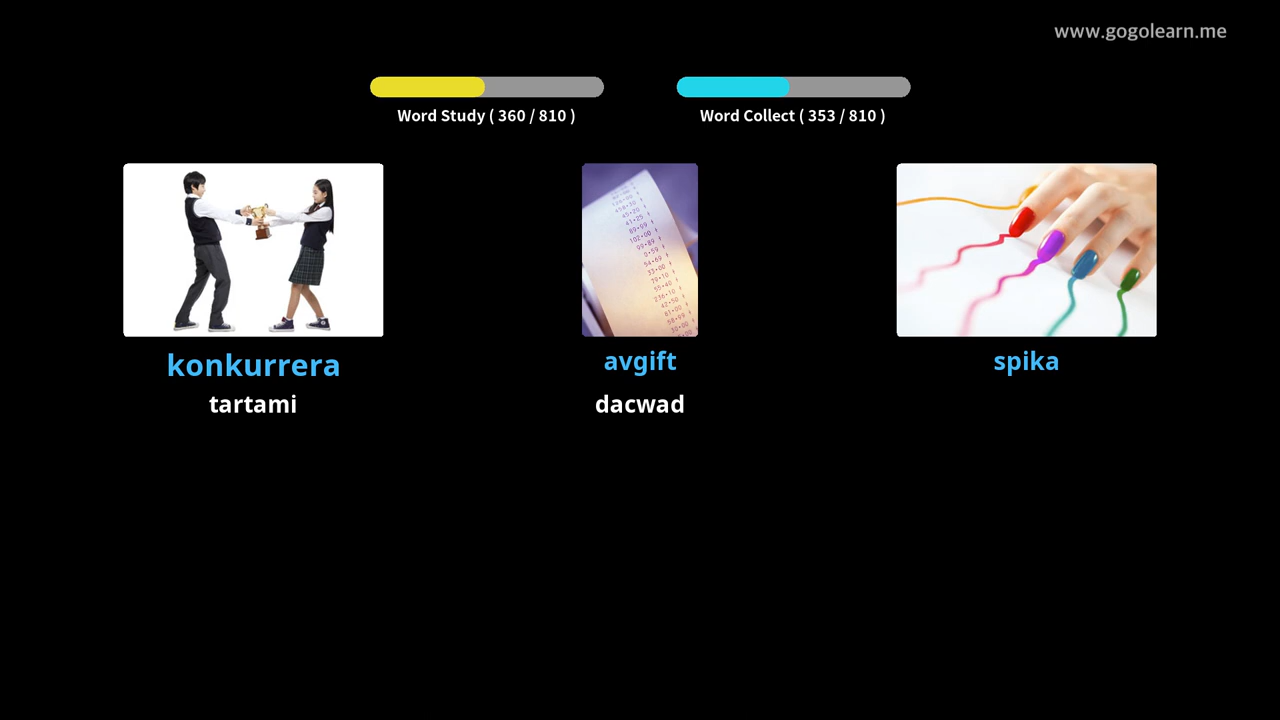 www.gogolearn.me
Word Study ( 360 / 810 )
Word Collect ( 353 / 810 )
konkurrera
avgift
spika
tartami
dacwad